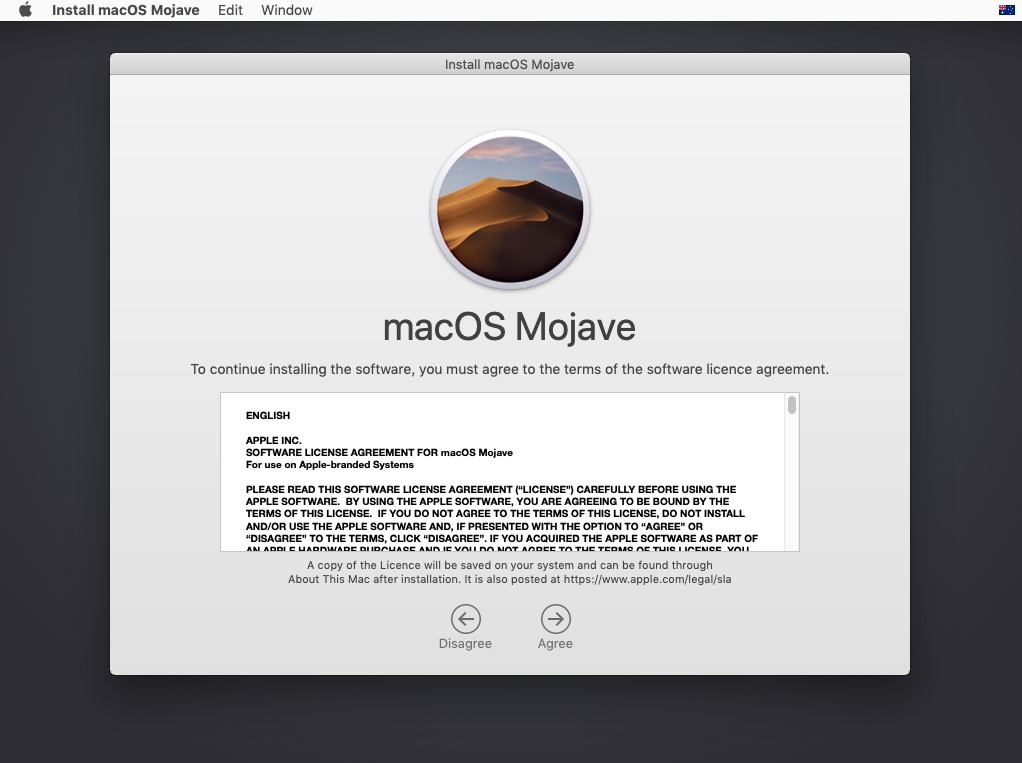 Install macOS Mojave Edit Window
Install macOS Mojave
macOS Mojave
To continue installing the software, you must agree to the terms of the software licence agreement.
ENGLISH
APPLE INC.
SOFTWARE LICENSE AGREEMENT FOR macOS Mojave
For use on Apple-branded Systems
PLEASE READ THIS SOFTWARE LICENSE AGREEMENT (“LICENSE”) CAREFULLY BEFORE USING THE
APPLE SOFTWARE.  BY USING THE APPLE SOFTWARE, YOU ARE AGREEING TO BE BOUND BY THE
TERMS OF THIS LICENSE.  IF YOU DO NOT AGREE TO THE TERMS OF THIS LICENSE, DO NOT INSTALL
AND/OR USE THE APPLE SOFTWARE AND, IF PRESENTED WITH THE OPTION TO “AGREE” OR
“DISAGREE” TO THE TERMS, CLICK “DISAGREE”. IF YOU ACQUIRED THE APPLE SOFTWARE AS PART OF
AN APPLE HARDWARE PURCHASE AND IF YOU DO NOT AGREE TO THE TERMS OF THIS LICENSE, YOU
A copy of the Licence will be saved on your system and can be found through
About This Mac after installation. It is also posted at https://www.apple.com/legal/sla
Disagree Agree